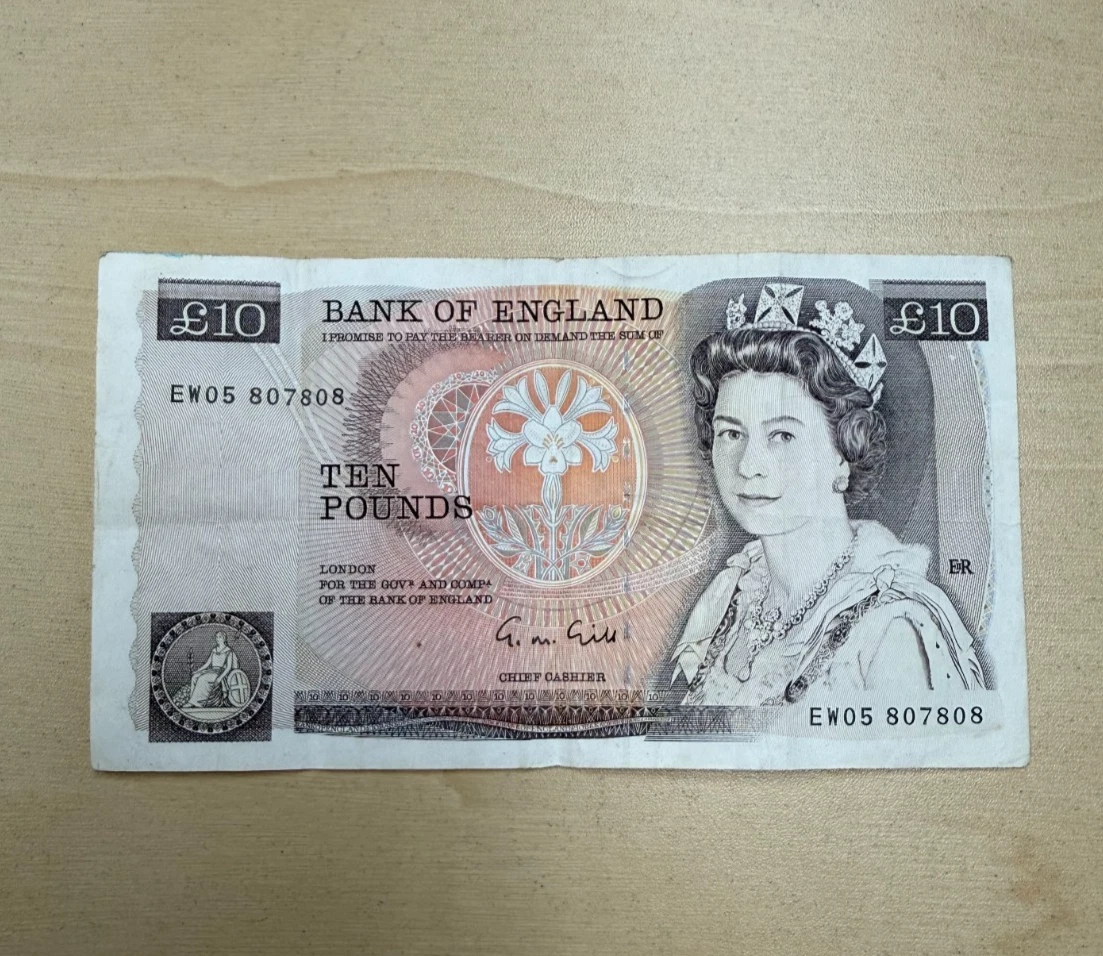 £10
BANK OF ENGLAND
£10
I PROMISE TO PAY THE BEARER ON DEMAND THE SUM OF
EW05 807808
TEN
POUNDS
LONDON
FOR THE GOVR AND COMPA
OF THE BANK OF ENGLAND
EIIR
G. M. Gill
CHIEF CASHIER
EW05 807808